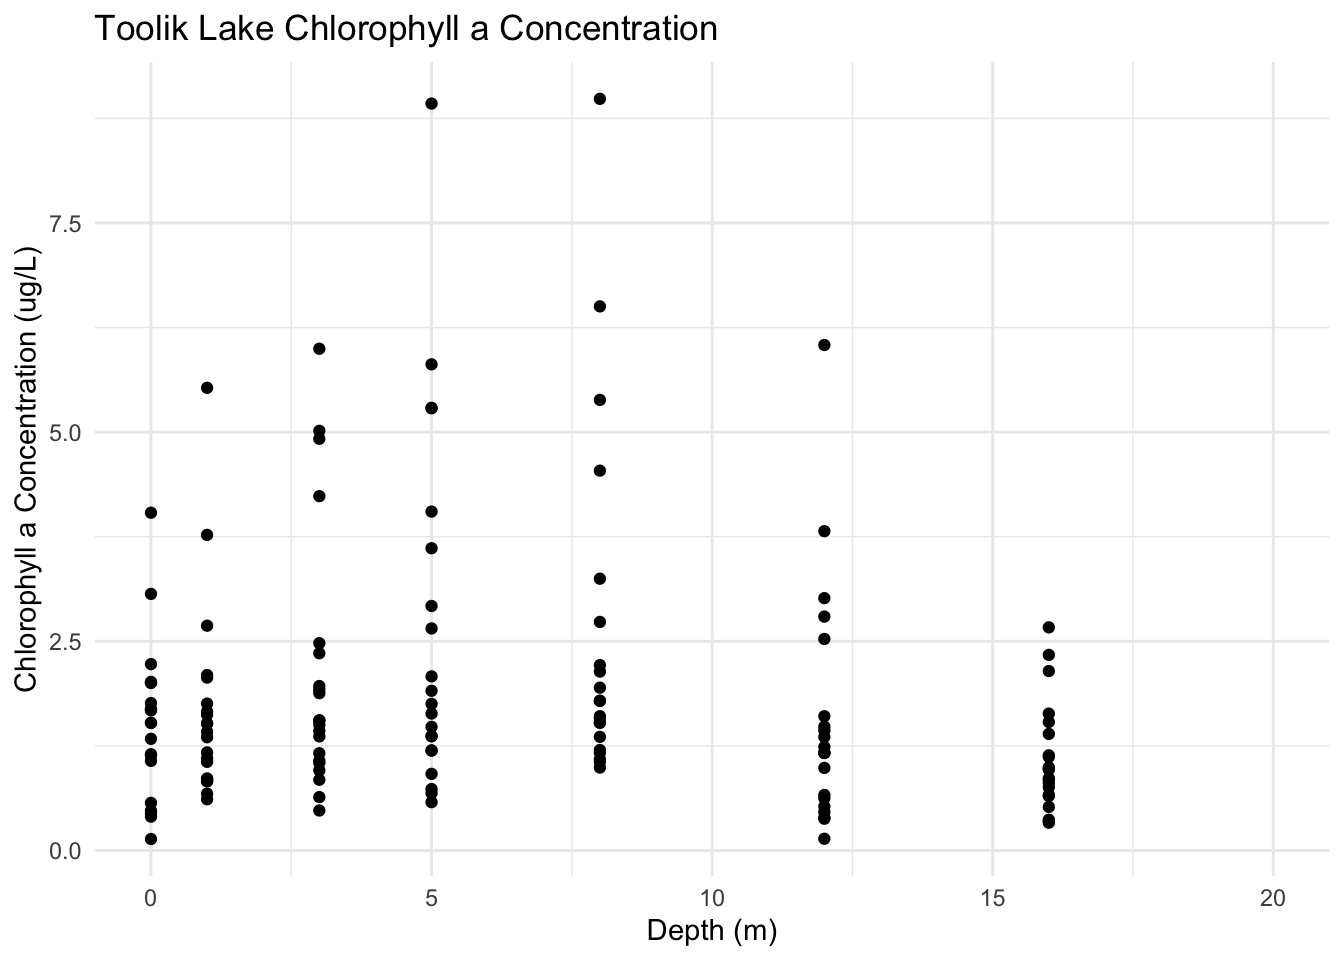 Toolik Lake Chlorophyll a Concentration
Chlorophyll a Concentration (ug/L)
7.5
5.0
2.5
0.0
0 5 10 15 20
Depth (m)